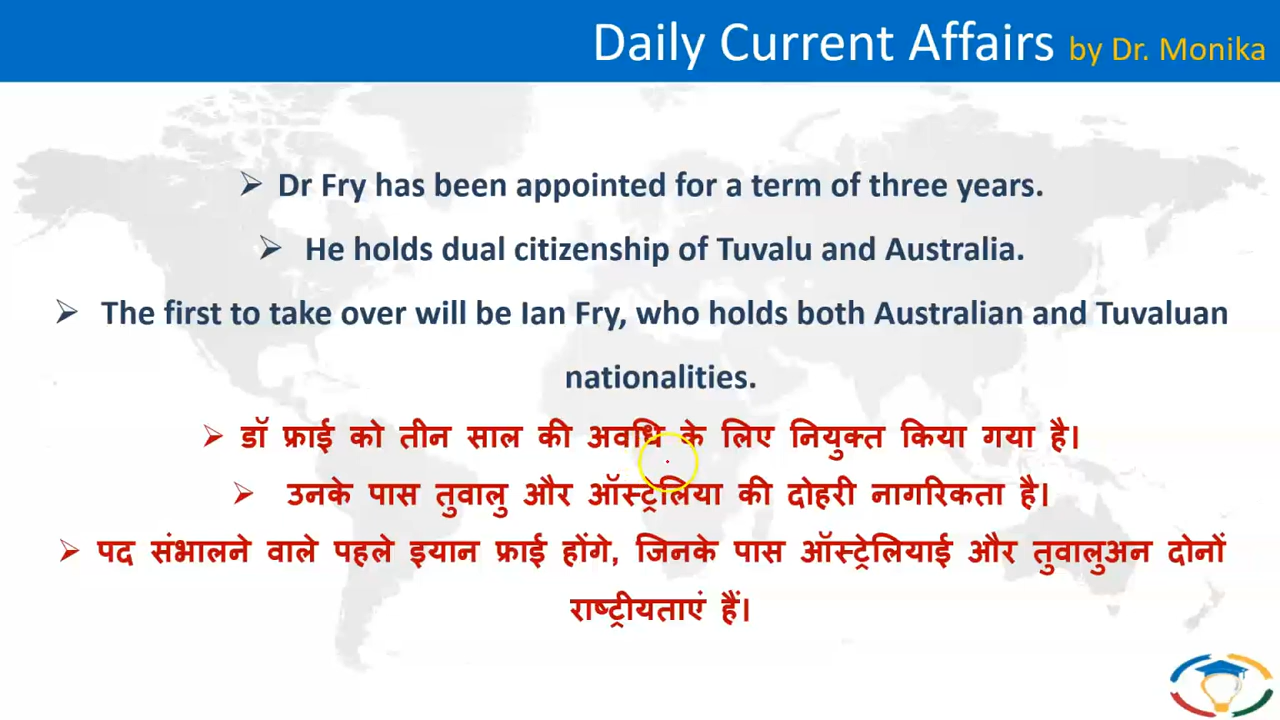 Daily Current Affairs by Dr. Monika
➢ Dr Fry has been appointed for a term of three years.
➢ He holds dual citizenship of Tuvalu and Australia.
➢ The first to take over will be Ian Fry, who holds both Australian and Tuvaluan
nationalities.
➢ डॉ फ्राई को तीन साल की अवधि के लिए नियुक्त किया गया है।
➢ उनके पास तुवालु और ऑस्ट्रेलिया की दोहरी नागरिकता है।
➢ पद संभालने वाले पहले इयान फ्राई होंगे, जिनके पास ऑस्ट्रेलियाई और तुवालुअन दोनों
राष्ट्रीयताएं हैं।